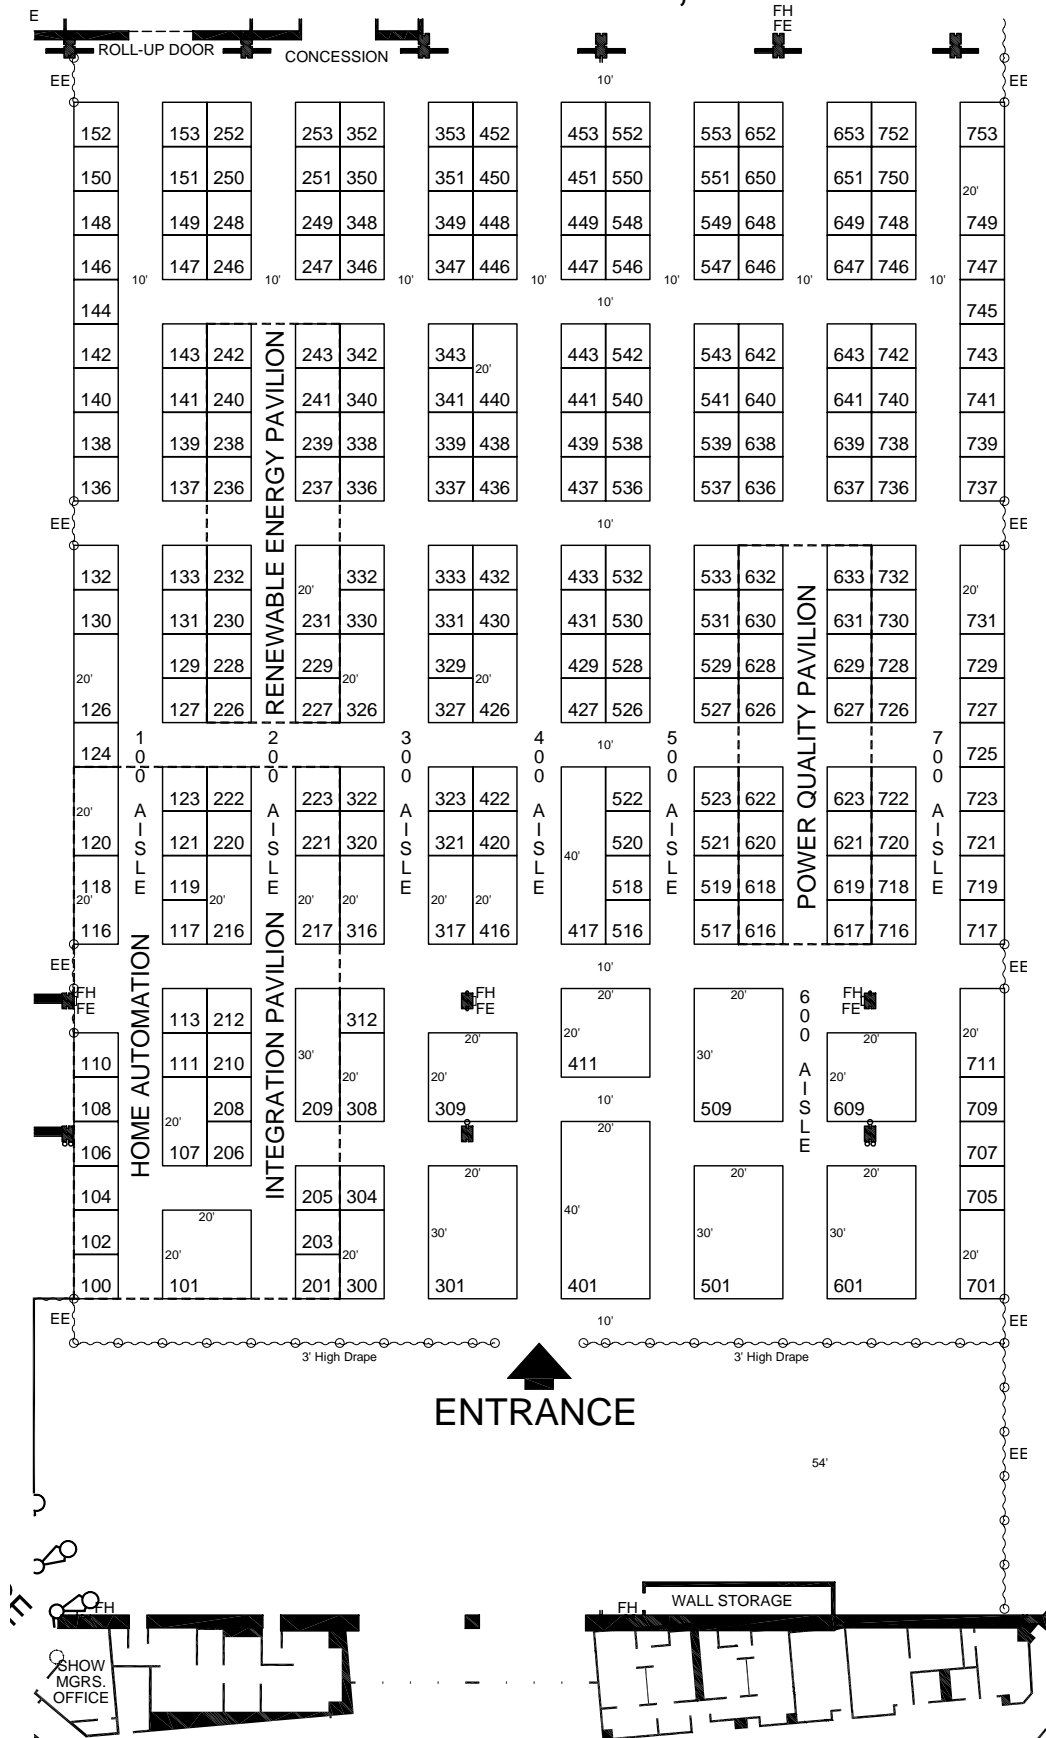 E
FH
FE
ROLL-UP DOOR
CONCESSION
EE
10'
EE
152 153 252 253 352 353 452 453 552 553 652 653 752 753
150 151 250 251 350 351 450 451 550 551 650 651 750
20'
148 149 248 249 348 349 448 449 548 549 648 649 748 749
146 147 246 247 346 347 446 447 546 547 646 647 746 747
10' 10' 10' 10' 10' 10' 10'
144 10' 745
142 143 242 243 342 343 443 542 543 642 643 742 743
20'
140 141 240 241 340 341 440 441 540 541 640 641 740 741
138 139 238 239 338 339 438 439 538 539 638 639 738 739
136 137 236 237 336 337 436 437 536 537 636 637 736 737
RENEWABLE ENERGY PAVILION
EE 10' EE
132 133 232 332 333 432 433 532 533 632 633 732
20' 20'
130 131 230 231 330 331 430 431 530 531 630 631 730 731
129 228 229 329 429 528 529 628 629 728 729
20' 20' 20'
126 127 226 227 326 327 426 427 526 527 626 627 726 727
POWER QUALITY PAVILION
124 10' 725
100 AISLE
200 AISLE
300 AISLE
400 AISLE
500 AISLE
700 AISLE
123 222 223 322 323 422 522 523 622 623 722 723
20'
120 121 220 221 320 321 420 520 521 620 621 720 721
40'
118 119 518 519 618 619 718 719
20' 20' 20' 20' 20' 20'
116 117 216 217 316 317 416 417 516 517 616 617 716 717
HOME AUTOMATION
INTEGRATION PAVILION
EE 10' EE
FH
FE
FH
FE
FH
FE
20' 20'
600 AISLE
113 212 312
20' 20'
30' 20' 30' 20'
110 111 210 411 711
20' 20' 20'
108 208 209 308 309 10' 509 609 709
20' 20'
106 107 206 707
20' 20' 20'
104 205 304 705
20' 40'
102 203
20' 20' 30' 30' 30' 20'
100 101 201 300 301 401 501 601 701
EE 10' EE
3' High Drape 3' High Drape
ENTRANCE
54'
EE
WALL STORAGE
FH
FH
SHOW
MGRS.
OFFICE